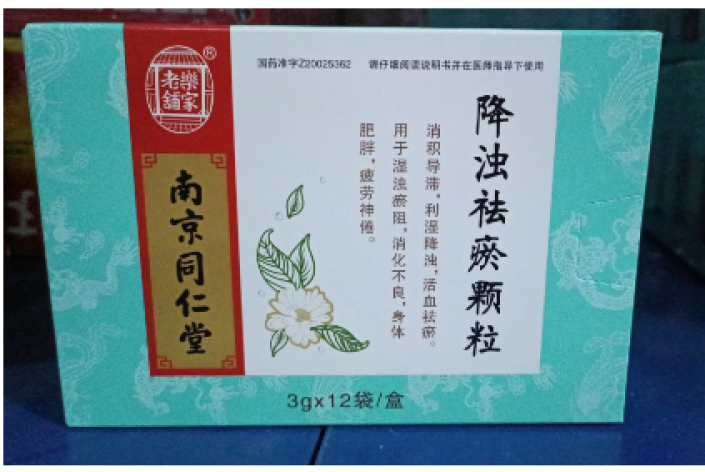 樂家
老舖
®
南京同仁堂
国药准字Z20025362 请仔细阅读说明书并在医师指导下使用
降浊祛瘀颗粒
消积导滞,利湿降浊,活血祛瘀。
用于湿浊瘀阻,消化不良,身体
肥胖,疲劳神倦。
3gx12袋/盒